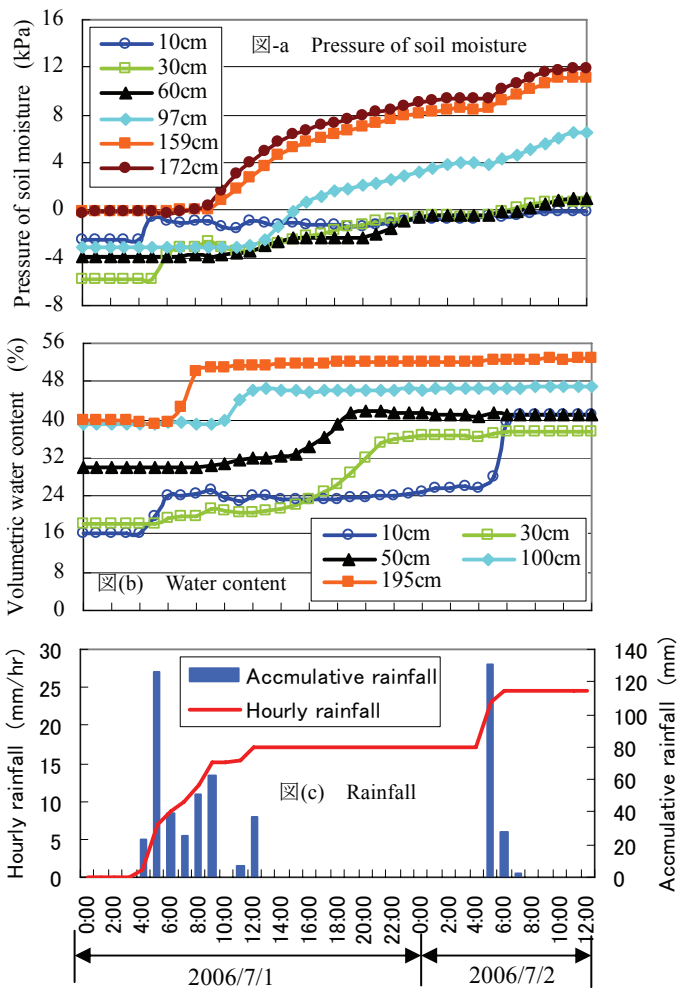 Pressure of soil moisture (kPa)
16
12
8
4
0
-4
-8
10cm
30cm
60cm
97cm
159cm
172cm
図-a Pressure of soil moisture
Volumetric water content (%)
56
48
40
32
24
16
8
0
図(b) Water content
10cm
30cm
50cm
100cm
195cm
Hourly rainfall (mm/hr)
30
25
20
15
10
5
0
Accmulative rainfall
Hourly rainfall
図(c) Rainfall
140
120
100
80
60
40
20
0
Accmulative rainfall (mm)
0:00
2:00
4:00
6:00
8:00
10:00
12:00
14:00
16:00
18:00
20:00
22:00
0:00
2:00
4:00
6:00
8:00
10:00
12:00
2006/7/1
2006/7/2